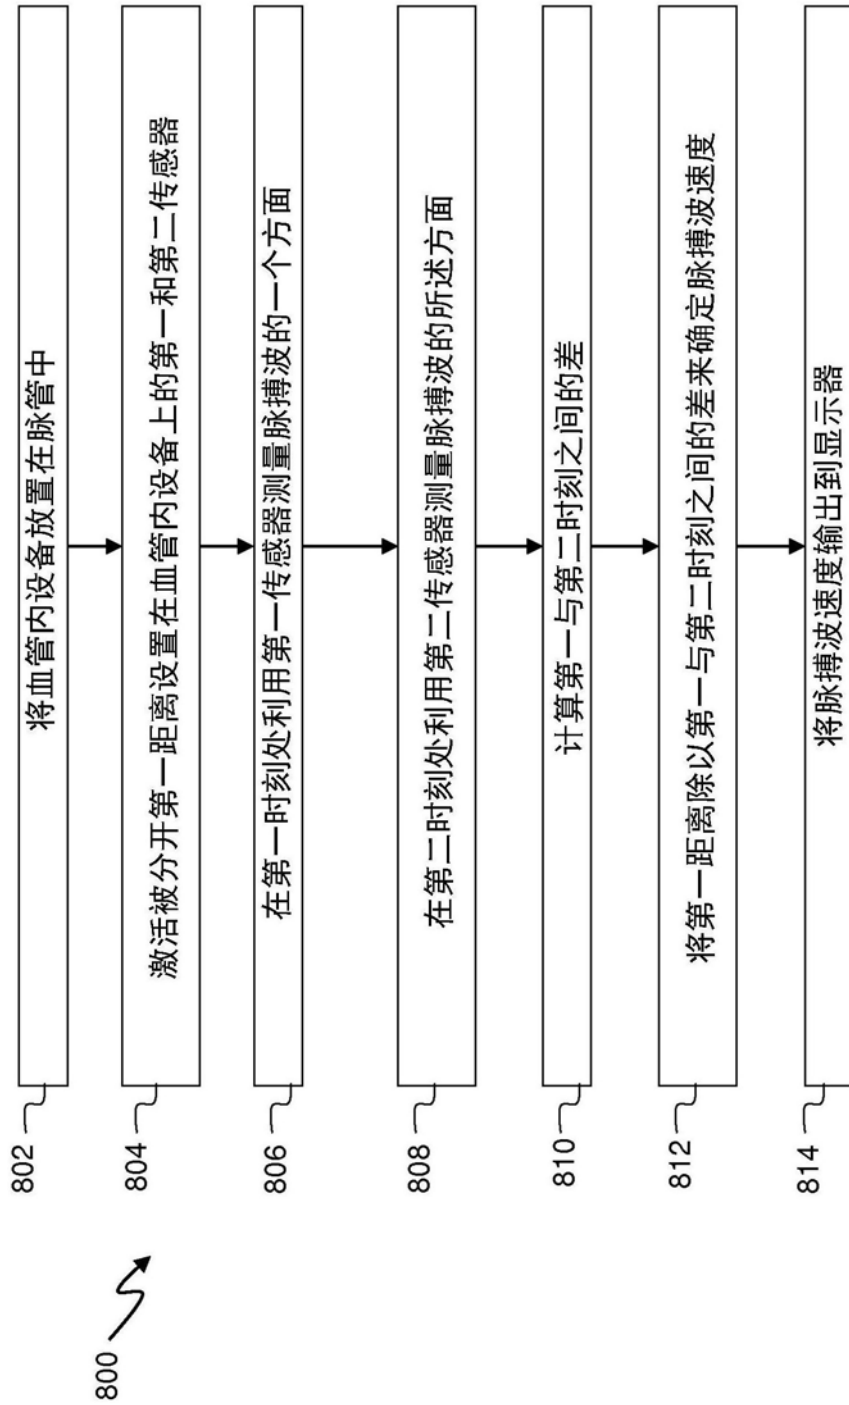 800
802
将血管内设备放置在脉管中
804
激活被分开第一距离设置在血管内设备上的第一和第二传感器
806
在第一时刻处利用第一传感器测量脉搏波的一个方面
808
在第二时刻处利用第二传感器测量脉搏波的所述方面
810
计算第一与第二时刻之间的差
812
将第一距离除以第一与第二时刻之间的差来确定脉搏波速度
814
将脉搏波速度输出到显示器